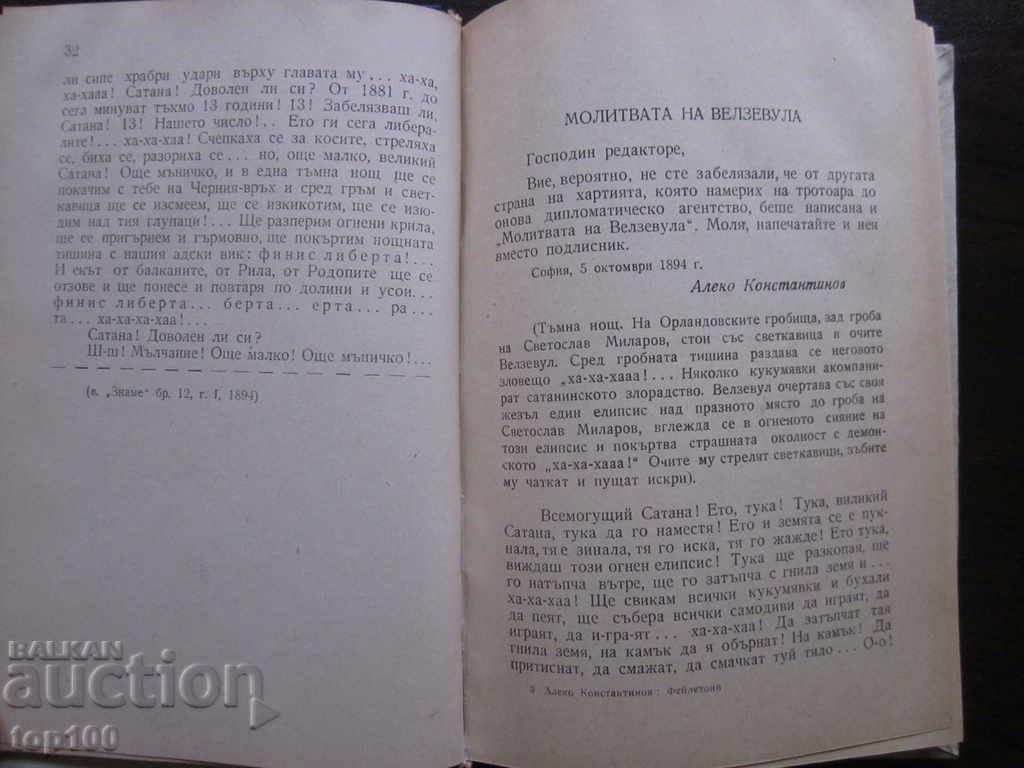 32
ли сипе храбри удари върху главата му... ха-ха,
ха-хааа! Сатана! Доволен ли си? От 1881 г. до
сега минуват тъхмо 13 години! 13! Забелязваш ли,
Сатана! 13! Нашето число!.. Ето ги сега либера-
лите!... ха-ха-хаа! Счепкаха се за косите, стреляха
се, биха се, разориха се... но, още малко, великий
Сатана! Още мъничко, и в една тъмна нощ ще се
покачим с тебе на Черния-връх и сред гръм и свет-
кавица ще се изсмеем, ще се изкикотим, ще се изю-
дим над тия глупаци!... Ще разперим огнени крила,
ще се пригърнем и гърмовно, ще покъртим нощната
тишина с нашия адски вик: финис либерта!...
И екът от балканите, от Рила, от Родопите ще се
отзове и ще понесе и повтаря по долини и усои...
финис либерта... берта... ерта... ра...
та... ха-ха-ха-хаа!...
Сатана! Доволен ли си?
Ш-ш! Мълчание! Още малко! Още мъничко!...
(в. „Знаме" бр. 12, г. I, 1894)
МОЛИТВАТА НА ВЕЛЗЕВУЛА
Господин редакторе,
Вие, вероятно, не сте забелязали, че от другата
страна на хартията, която намерих на тротоара до
онова дипломатическо агентство, беше написана и
„Молитвата на Велзевула". Моля, напечатайте и нея
вместо подлисник.
София, 5 октомври 1894 г.
Алеко Константинов
(Тъмна нощ. На Орландовските гробища, зад гроба
на Светослав Миларов, стои със светкавица в очите
Велзевул. Сред гробната тишина раздава се неговото
зловещо „ха-ха-хааа!... Няколко кукумявки акомпани-
рат сатанинското злорадство. Велзевул очертава със своя
жезъл един елипсис над празното място до гроба на
Светослав Миларов, вглежда се в огненото сияние на
този елипсис и покъртва страшната околност с демон-
ското „ха-ха-хааа!" Очите му стрелят светкавици, зъбите
му чаткат и пущат искри).
Всемогущий Сатана! Ето, тука! Тука, виликий
Сатана, тука да го наместя! Ето и земята се е пук-
нала, тя е зинала, тя го иска, тя го жажде! Ето тука,
виждаш този огнен елипсис! Тука ще разкопая, ще
го натъпча вътре, ще го затъпча с гнила земя и...
ха-ха-хаа! Ще свикам всички кукумявки и бухали
да пеят, ще събера всички самодиви да играят, да
играят, да и-гра-ят... ха-ха-хаа! Да затъпчат тая
гнила земя, на камък да я обърнат! На камък! Да
притиснат, да смажат, да смачкат туй тяло... О-о!
3 Алеко Константинов: Фейлетони
BALKAN
auction
top100